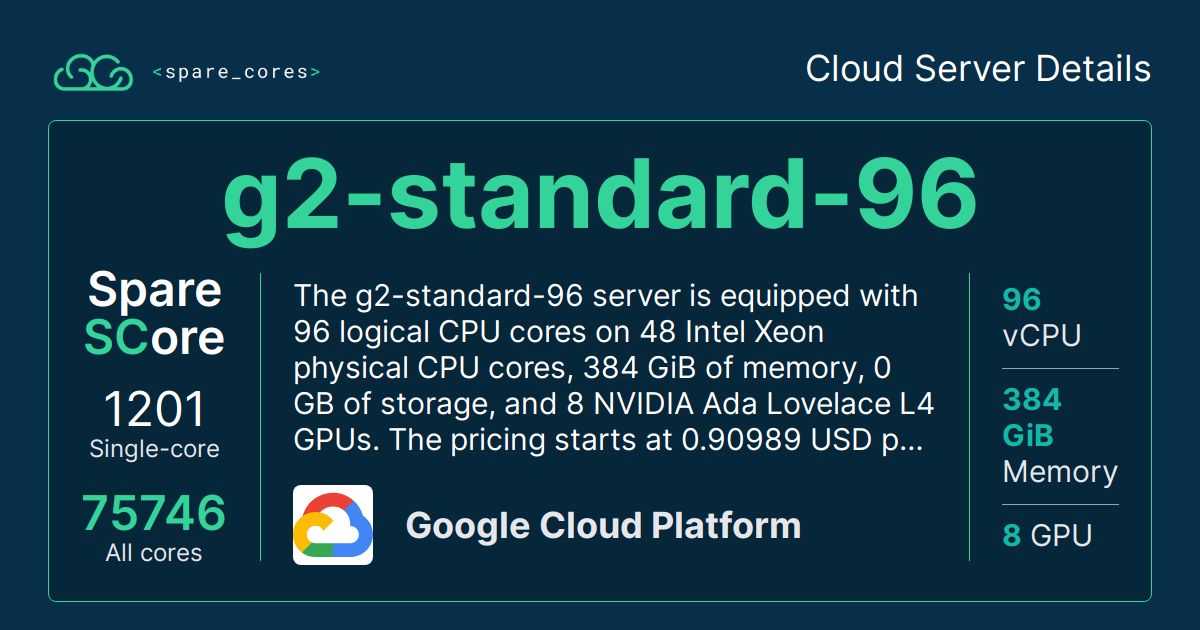 <spare_cores>
Cloud Server Details
g2-standard-96
Spare
SCore
1201
Single-core
75746
All cores
The g2-standard-96 server is equipped with
96 logical CPU cores on 48 Intel Xeon
physical CPU cores, 384 GiB of memory, 0
GB of storage, and 8 NVIDIA Ada Lovelace L4
GPUs. The pricing starts at 0.90989 USD p...
Google Cloud Platform
96
vCPU
384
GiB
Memory
8 GPU